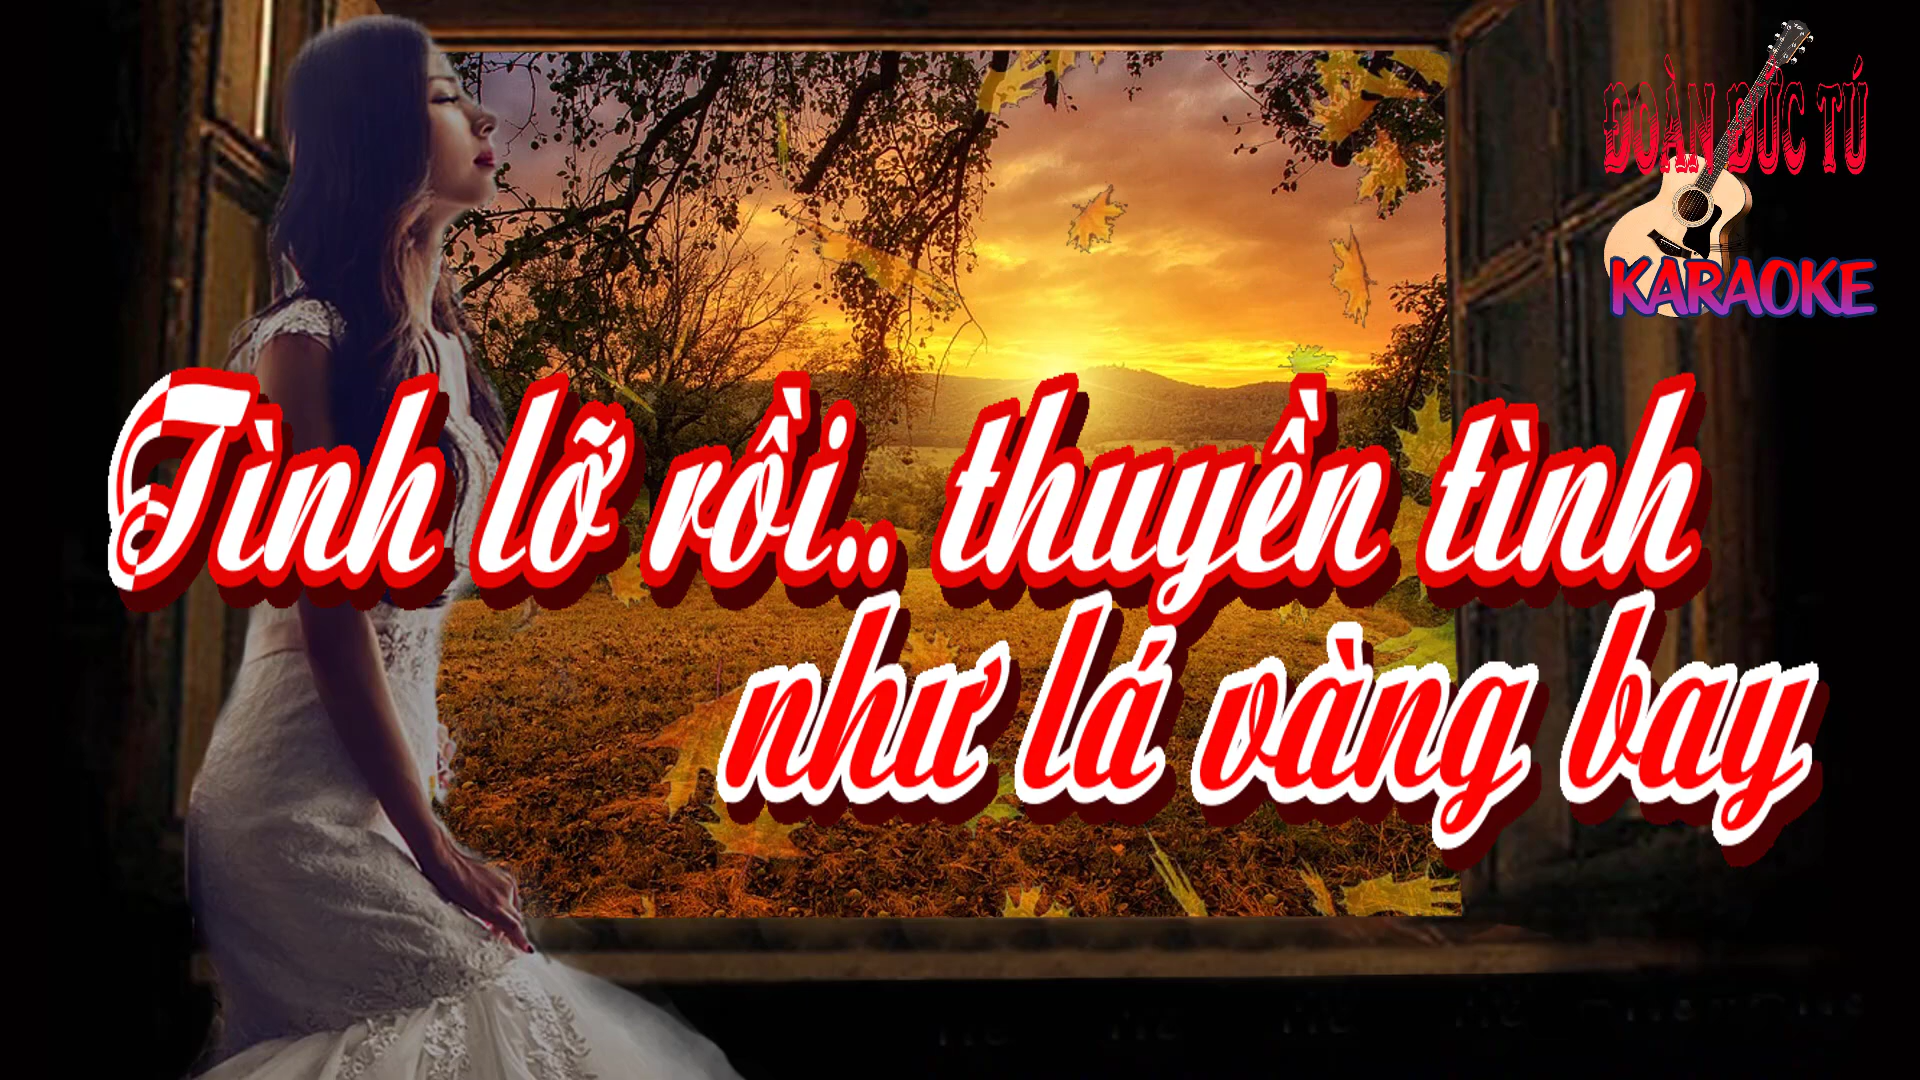 ĐOÀN ĐỨC TÚ
KARAOKE
Tình lỡ rồi.. thuyền tình
như lá vàng bay